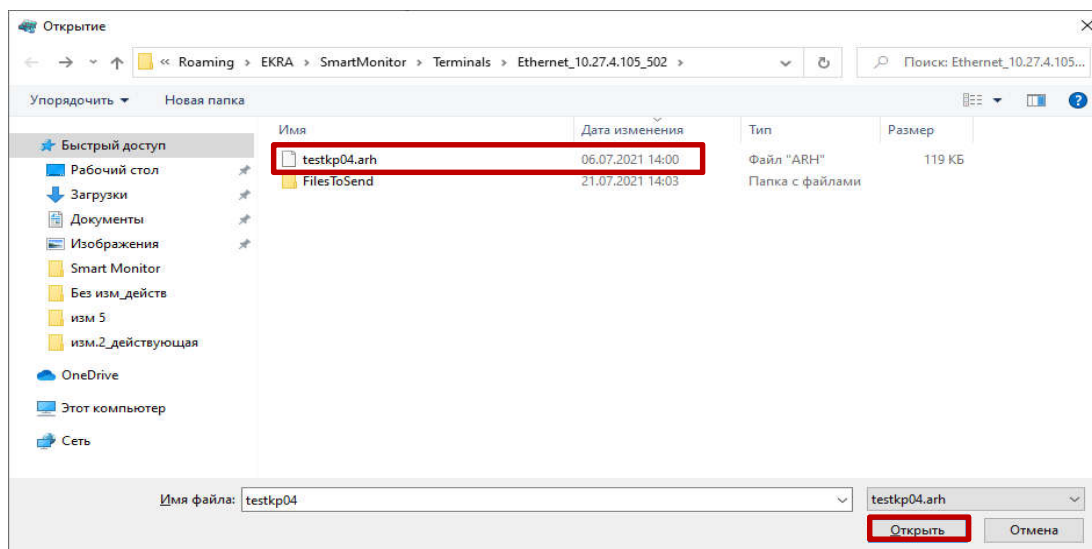 Открытие
« Roaming > EKRA > SmartMonitor > Terminals > Ethernet_10.27.4.105_502 >
Поиск: Ethernet_10.27.4.105...
Упорядочить Новая папка
Имя Дата изменения Тип Размер
Быстрый доступ
testkp04.arh 06.07.2021 14:00 Файл "ARH" 119 КБ
Рабочий стол
FilesToSend 21.07.2021 14:03 Папка с файлами
Загрузки
Документы
Изображения
Smart Monitor
Без изм_действ
изм 5
изм.2_действующая
OneDrive
Этот компьютер
Сеть
Имя файла: testkp04 testkp04.arh
Открыть Отмена